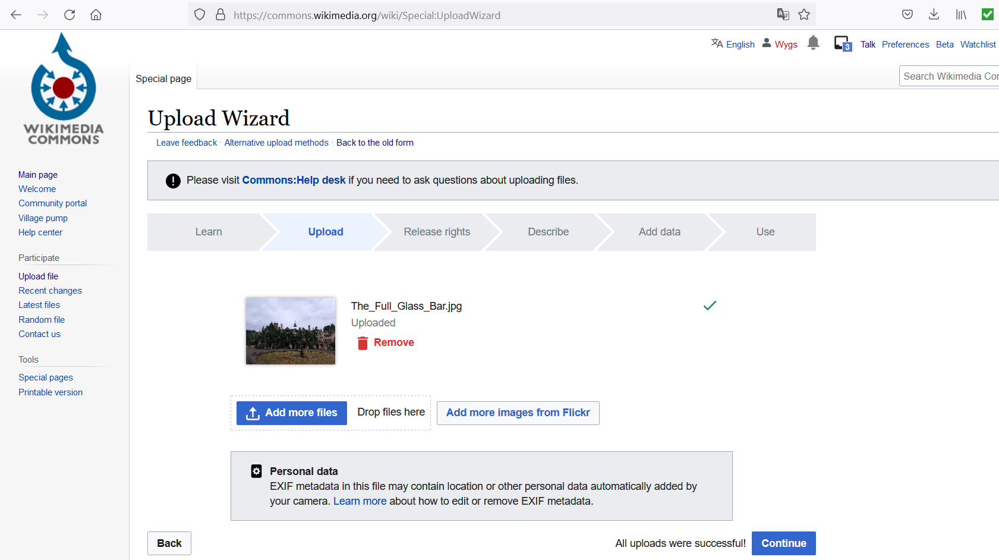 https://commons.wikimedia.org/wiki/Special:UploadWizard
English Wygs 3 Talk Preferences Beta Watchlist
WIKIMEDIA
COMMONS
Special page
Search Wikimedia Co
Upload Wizard
Leave feedback · Alternative upload methods · Back to the old form
Please visit Commons:Help desk if you need to ask questions about uploading files.
Main page
Welcome
Community portal
Village pump
Help center
Participate
Upload file
Recent changes
Latest files
Random file
Contact us
Tools
Special pages
Printable version
Learn Upload Release rights Describe Add data Use
The_Full_Glass_Bar.jpg
Uploaded
Remove
Add more files Drop files here Add more images from Flickr
Personal data
EXIF metadata in this file may contain location or other personal data automatically added by
your camera. Learn more about how to edit or remove EXIF metadata.
Back All uploads were successful! Continue